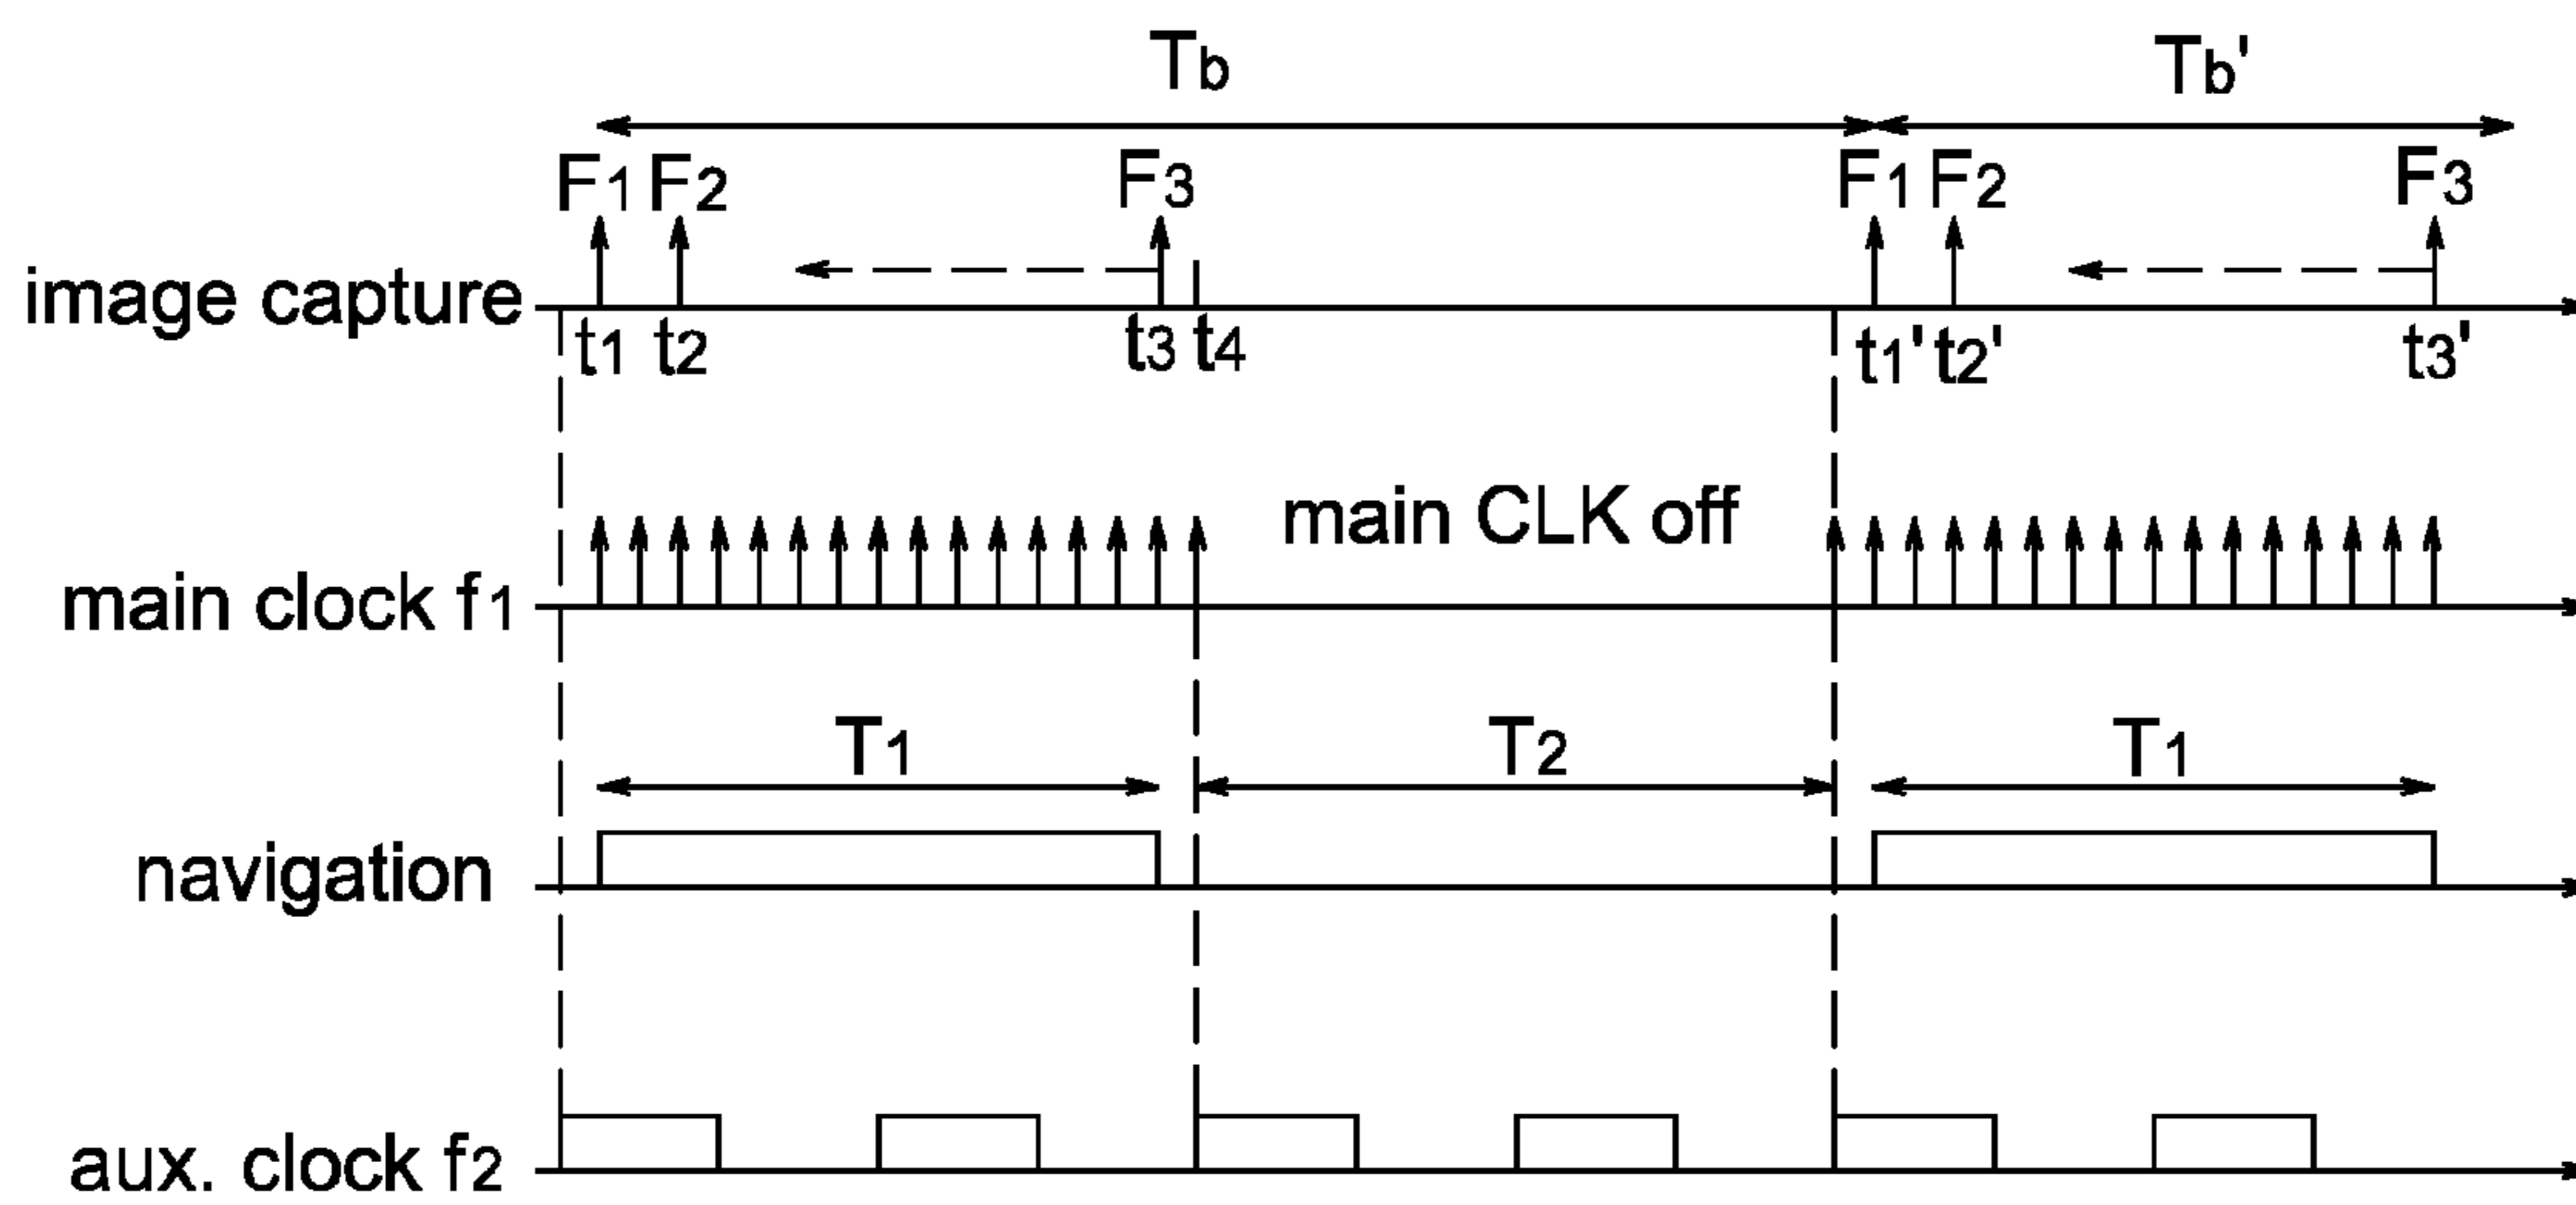 Tb Tb'
F1 F2 F3 F1 F2 F3
image capture
t1 t2 t3 t4 t1' t2' t3'
main CLK off
main clock f1
T1 T2 T1
navigation
aux. clock f2